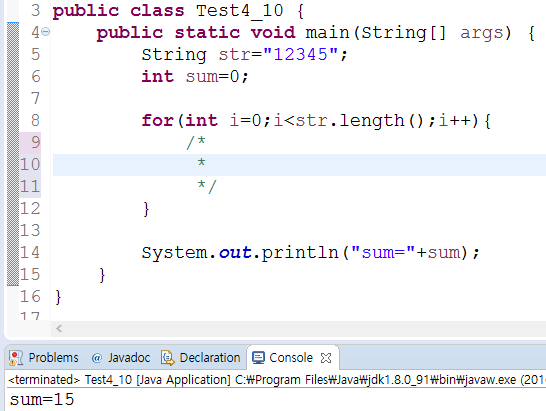 3 public class Test4_10 {
4 public static void main(String[] args) {
5 String str="12345";
6 int sum=0;
7
8 for(int i=0;i<str.length();i++){
9 /*
10 *
11 */
12 }
13
14 System.out.println("sum="+sum);
15 }
16 }
17
Problems @ Javadoc Declaration Console
<terminated> Test4_10 [Java Application] C:₩Program Files₩Java₩jdk1.8.0_91₩bin₩javaw.exe (201
sum=15